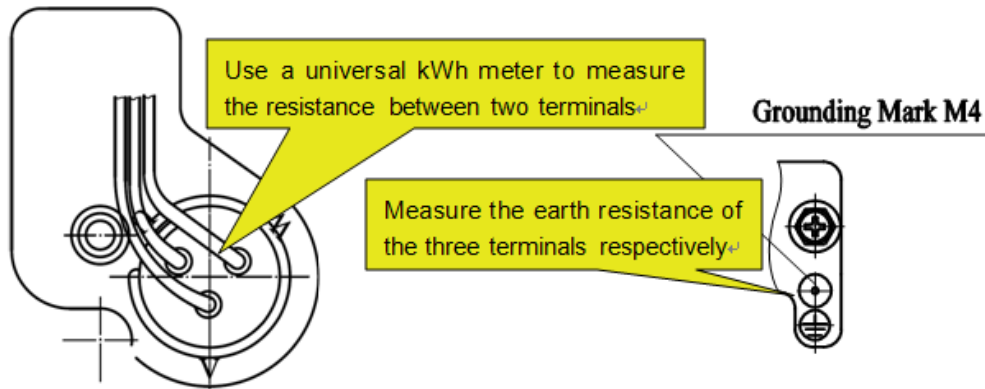 Use a universal kWh meter to measure
the resistance between two terminals↵
Grounding Mark M4
Measure the earth resistance of
the three terminals respectively↵